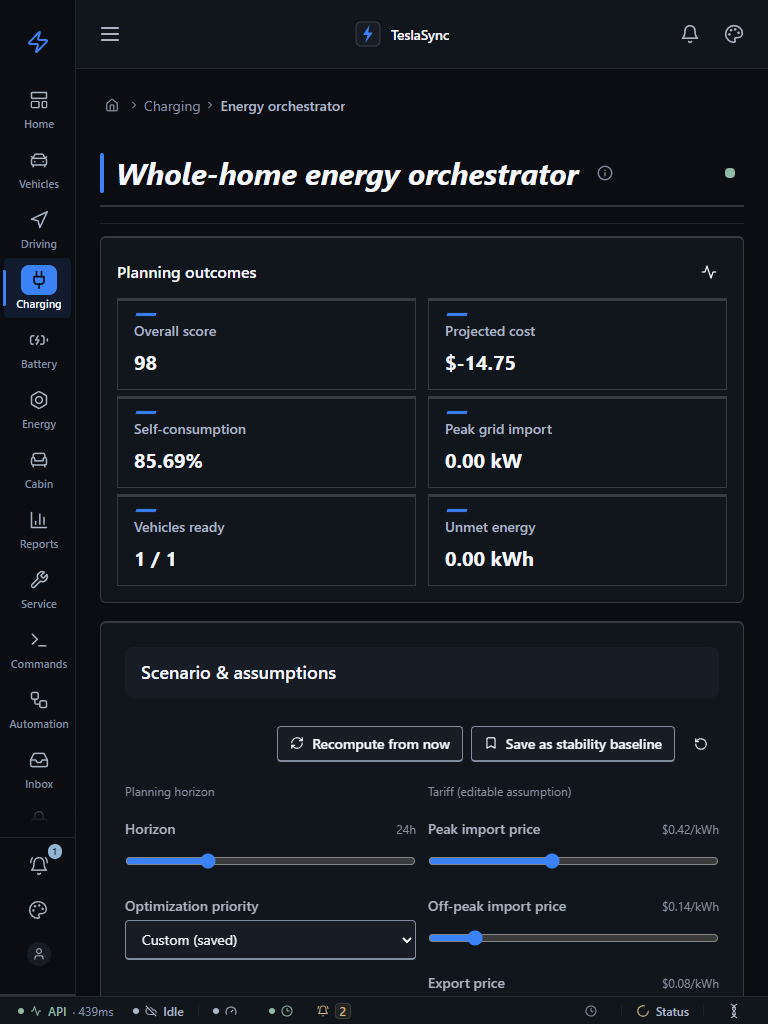 TeslaSync
Home
Vehicles
Driving
Charging
Battery
Energy
Cabin
Reports
Service
Commands
Automation
Inbox
1
Charging
Energy orchestrator
Whole-home energy orchestrator
Planning outcomes
Overall score
98
Projected cost
$-14.75
Self-consumption
85.69%
Peak grid import
0.00 kW
Vehicles ready
1 / 1
Unmet energy
0.00 kWh
Scenario & assumptions
Recompute from now
Save as stability baseline
Planning horizon
Horizon 24h
Optimization priority
Custom (saved)
Tariff (editable assumption)
Peak import price $0.42/kWh
Off-peak import price $0.14/kWh
Export price $0.08/kWh
API · 439ms Idle 2 Status